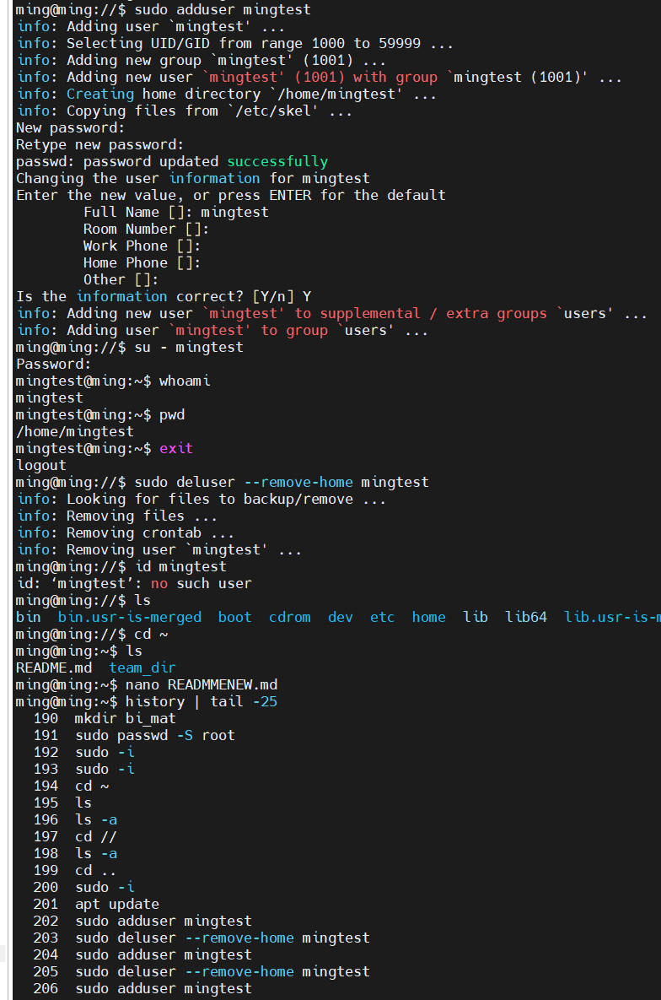 ming@ming://$ sudo adduser mingtest
info: Adding user `mingtest' ...
info: Selecting UID/GID from range 1000 to 59999 ...
info: Adding new group `mingtest' (1001) ...
info: Adding new user `mingtest' (1001) with group `mingtest (1001)' ...
info: Creating home directory `/home/mingtest' ...
info: Copying files from `/etc/skel' ...
New password:
Retype new password:
passwd: password updated successfully
Changing the user information for mingtest
Enter the new value, or press ENTER for the default
        Full Name []: mingtest
        Room Number []:
        Work Phone []:
        Home Phone []:
        Other []:
Is the information correct? [Y/n] Y
info: Adding new user `mingtest' to supplemental / extra groups `users' ...
info: Adding user `mingtest' to group `users' ...
ming@ming://$ su - mingtest
Password:
mingtest@ming:~$ whoami
mingtest
mingtest@ming:~$ pwd
/home/mingtest
mingtest@ming:~$ exit
logout
ming@ming://$ sudo deluser --remove-home mingtest
info: Looking for files to backup/remove ...
info: Removing files ...
info: Removing crontab ...
info: Removing user `mingtest' ...
ming@ming://$ id mingtest
id: ‘mingtest’: no such user
ming@ming://$ ls
bin  bin.usr-is-merged  boot  cdrom  dev  etc  home  lib  lib64  lib.usr-is-
ming@ming://$ cd ~
ming@ming:~$ ls
README.md  team_dir
ming@ming:~$ nano READMMENEW.md
ming@ming:~$ history | tail -25
  190  mkdir bi_mat
  191  sudo passwd -S root
  192  sudo -i
  193  sudo -i
  194  cd ~
  195  ls
  196  ls -a
  197  cd //
  198  ls -a
  199  cd ..
  200  sudo -i
  201  apt update
  202  sudo adduser mingtest
  203  sudo deluser --remove-home mingtest
  204  sudo adduser mingtest
  205  sudo deluser --remove-home mingtest
  206  sudo adduser mingtest